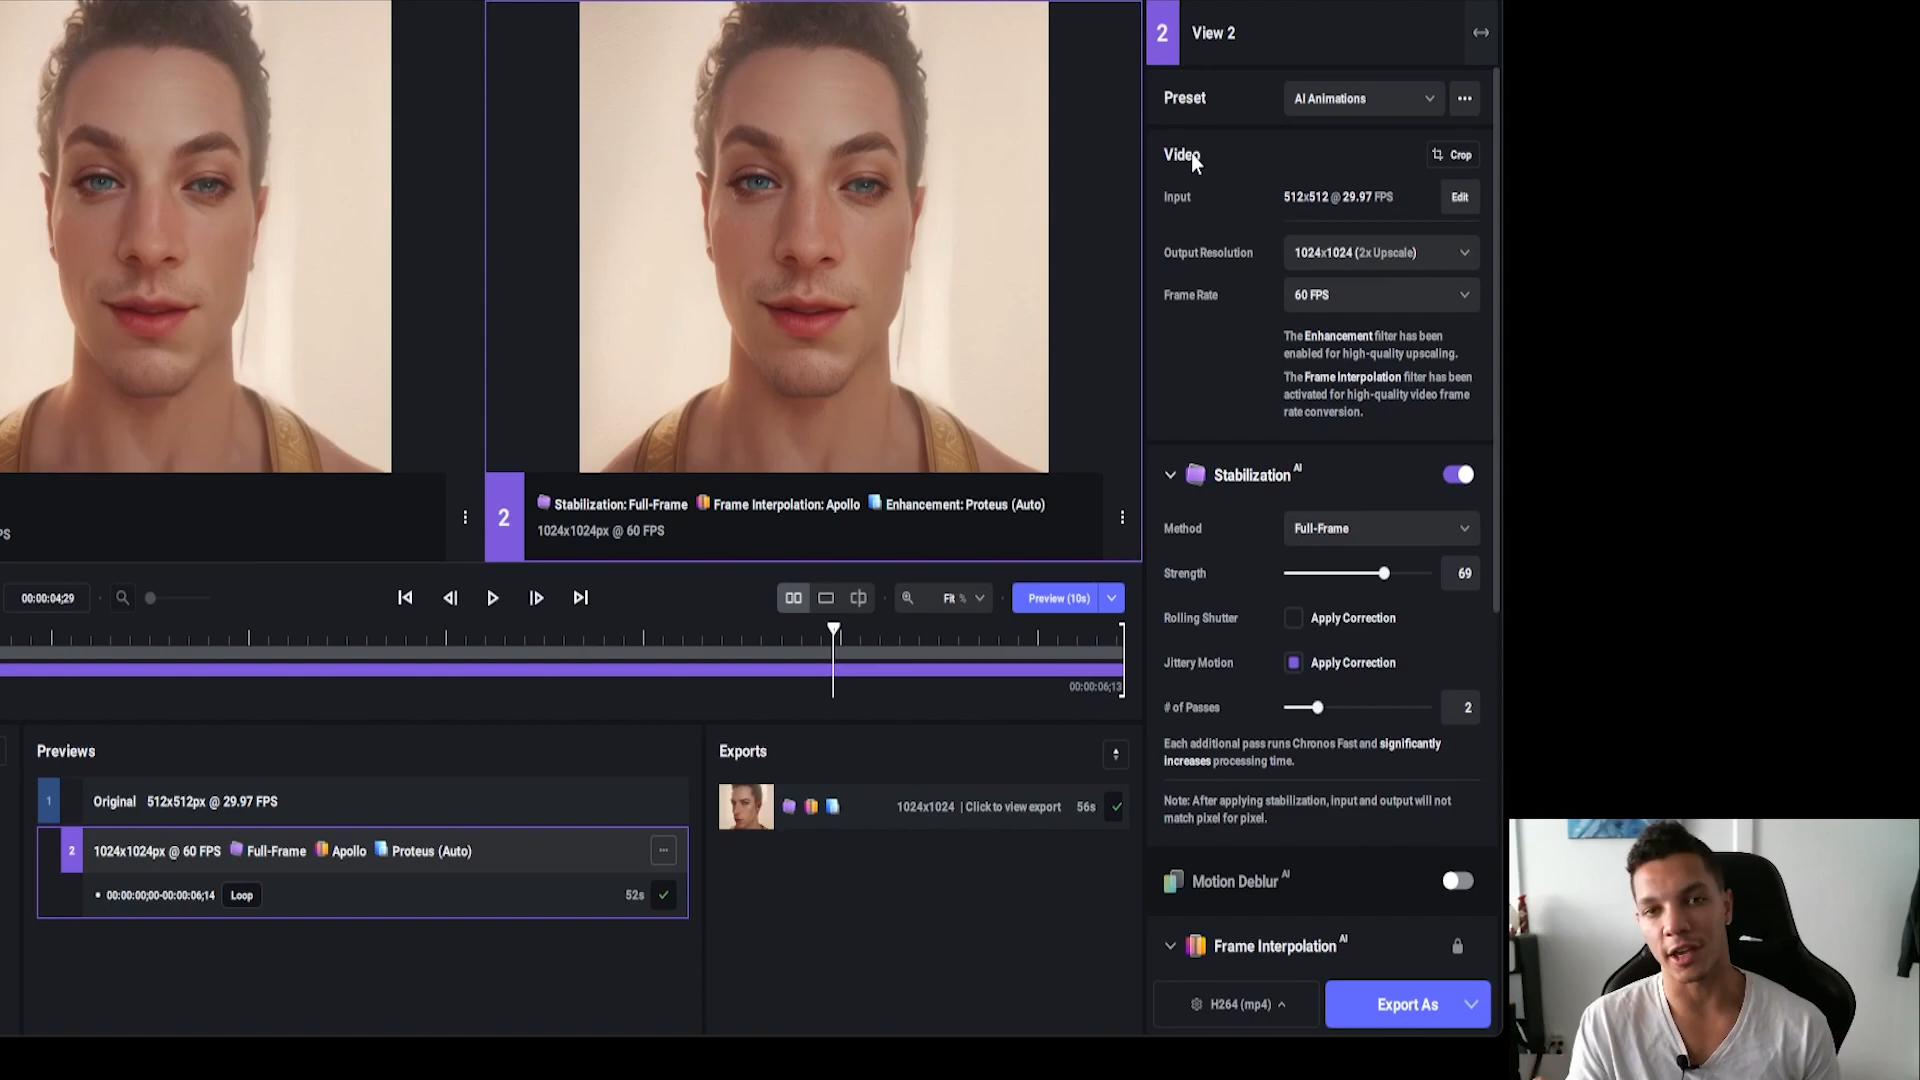 2
View 2
Preset
AI Animations
Video
Crop
Input
512x512 @ 29.97 FPS
Edit
Output Resolution
1024x1024 (2x Upscale)
Frame Rate
60 FPS
The Enhancement filter has been
enabled for high-quality upscaling.
The Frame Interpolation filter has been
activated for high-quality video frame
rate conversion.
Stabilization AI
Method
Full-Frame
Strength
69
Rolling Shutter
Apply Correction
Jittery Motion
Apply Correction
# of Passes
2
Each additional pass runs Chronos Fast and significantly
increases processing time.
Note: After applying stabilization, input and output will not
match pixel for pixel.
Motion Deblur AI
Frame Interpolation AI
H264 (mp4)
Export As
PS
2
Stabilization: Full-Frame Frame Interpolation: Apollo Enhancement: Proteus (Auto)
1024x1024px @ 60 FPS
00:00:04;29
Fit %
Preview (10s)
00:00:06;13
Previews
1
Original 512x512px @ 29.97 FPS
2
1024x1024px @ 60 FPS Full-Frame Apollo Proteus (Auto)
00:00:00;00-00:00:06;14
Loop
52s
Exports
1024x1024 | Click to view export
56s